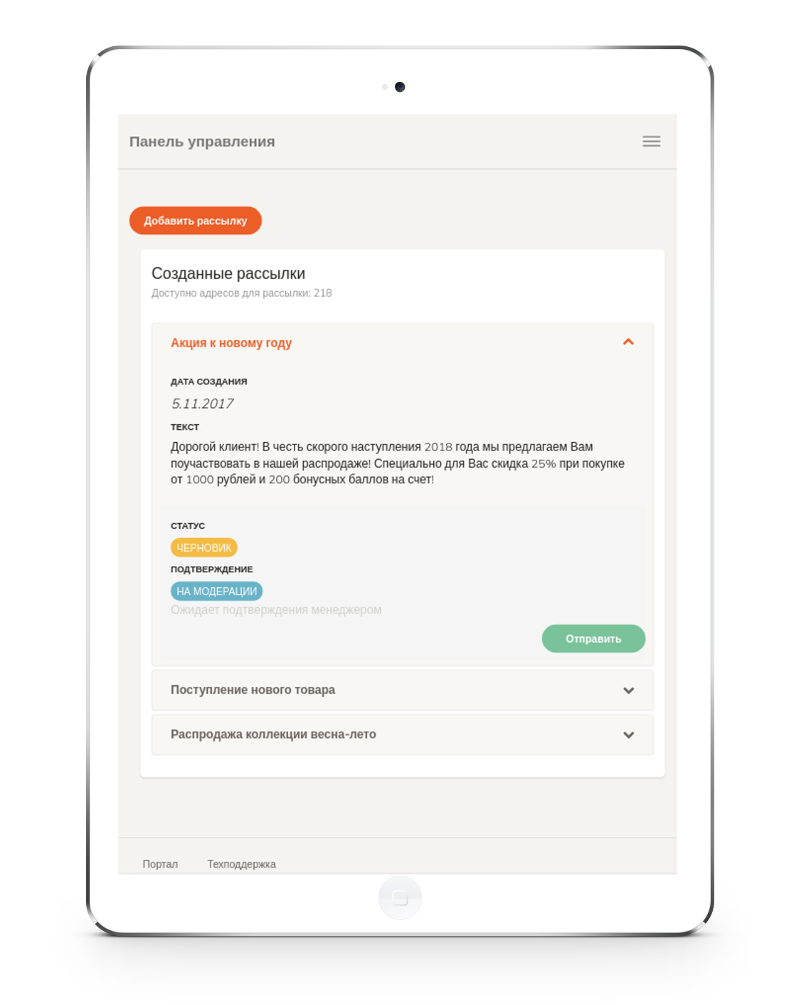 Панель управления
Добавить рассылку
Созданные рассылки
Доступно адресов для рассылки: 218
Акция к новому году
ДАТА СОЗДАНИЯ
5.11.2017
ТЕКСТ
Дорогой клиент! В честь скорого наступления 2018 года мы предлагаем Вам
поучаствовать в нашей распродаже! Специально для Вас скидка 25% при покупке
от 1000 рублей и 200 бонусных баллов на счет!
СТАТУС
ЧЕРНОВИК
ПОДТВЕРЖДЕНИЕ
НА МОДЕРАЦИИ
Ожидает подтверждения менеджером
Отправить
Поступление нового товара
Распродажа коллекции весна-лето
Портал Техподдержка